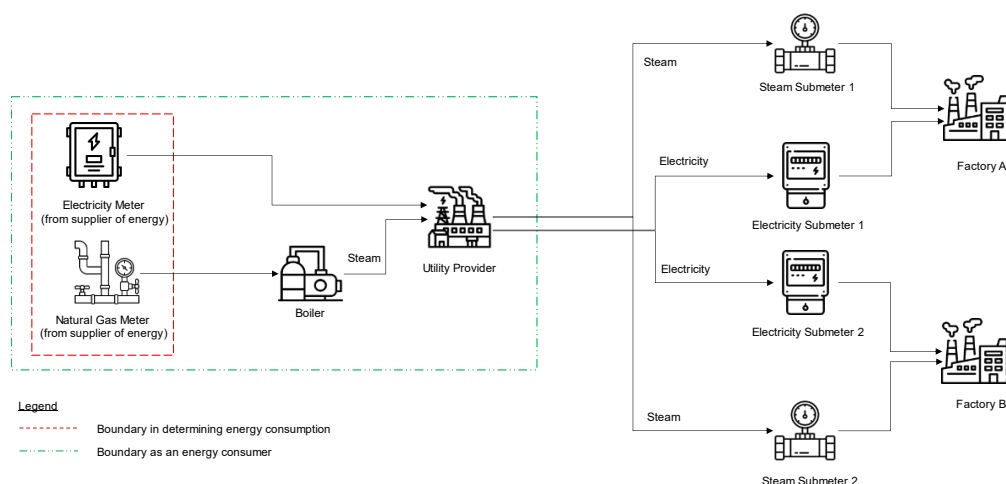 Steam
Steam Submeter 1
Factory A
Electricity
Electricity Submeter 1
Electricity Meter
(from supplier of energy)
Steam
Utility Provider
Electricity
Natural Gas Meter
(from supplier of energy)
Boiler
Electricity Submeter 2
Factory B
Legend
Boundary in determining energy consumption
Boundary as an energy consumer
Steam
Steam Submeter 2